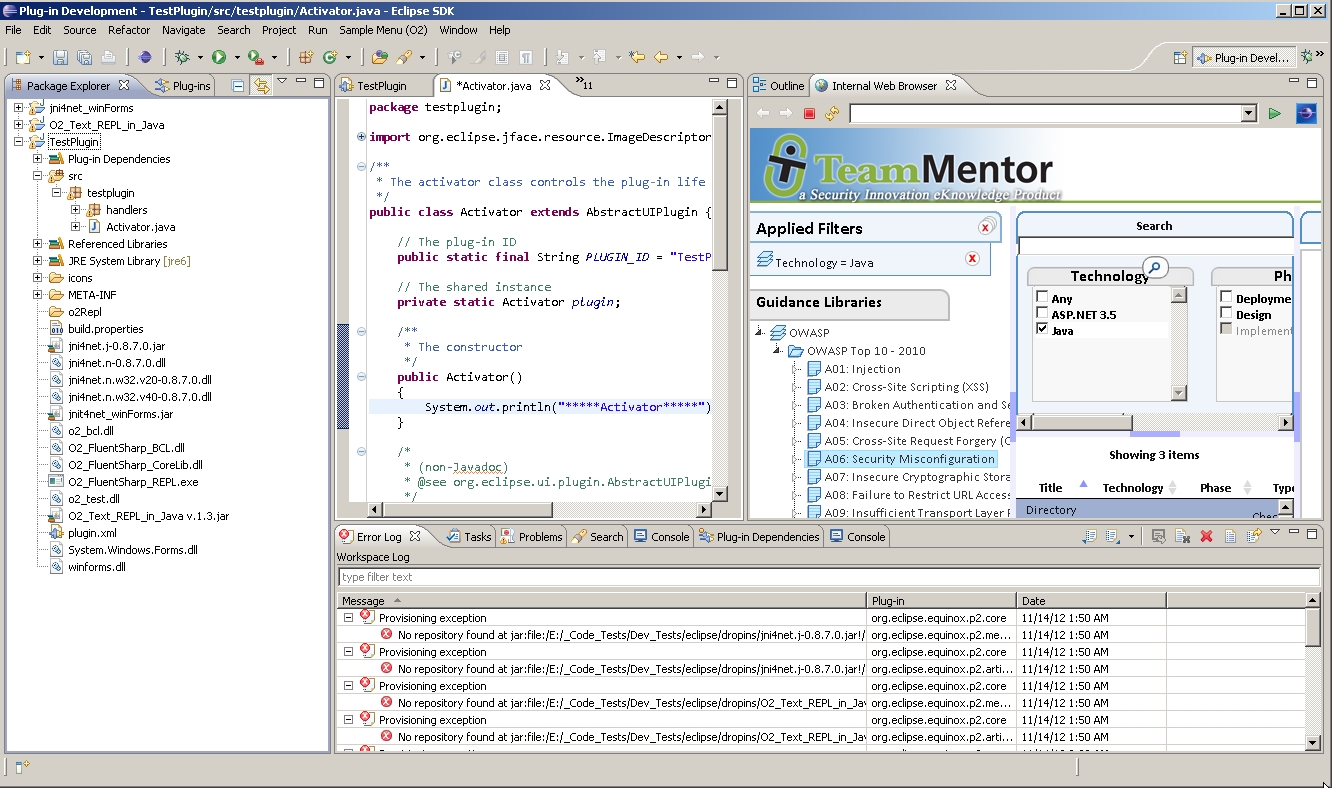 Plug-in Development - TestPlugin/src/testplugin/Activator.java - Eclipse SDK
File Edit Source Refactor Navigate Search Project Run Sample Menu (O2) Window Help
Plug-in Devel...
Package Explorer Plug-ins
jni4net_winForms
O2_Text_REPL_in_Java
TestPlugin
Plug-in Dependencies
src
testplugin
handlers
Activator.java
Referenced Libraries
JRE System Library [jre6]
icons
META-INF
o2Repl
build.properties
jni4net.j-0.8.7.0.jar
jni4net.n-0.8.7.0.dll
jni4net.n.w32.v20-0.8.7.0.dll
jni4net.n.w32.v40-0.8.7.0.dll
jnit4net_winForms.jar
o2_bcl.dll
O2_FluentSharp_BCL.dll
O2_FluentSharp_CoreLib.dll
O2_FluentSharp_REPL.exe
o2_test.dll
O2_Text_REPL_in_Java v.1.3.jar
plugin.xml
System.Windows.Forms.dll
winforms.dll
TestPlugin *Activator.java »11
package testplugin;
import org.eclipse.jface.resource.ImageDescriptor
/**
* The activator class controls the plug-in life
*/
public class Activator extends AbstractUIPlugin {
// The plug-in ID
public static final String PLUGIN_ID = "TestP
// The shared instance
private static Activator plugin;
/**
* The constructor
*/
public Activator()
{
System.out.println("*****Activator*****")
}
/*
* (non-Javadoc)
* @see org.eclipse.ui.plugin.AbstractUIPlugi
*/
Outline Internal Web Browser
TeamMentor
a Security Innovation eKnowledge Product
Applied Filters
Technology = Java
Guidance Libraries
OWASP
OWASP Top 10 - 2010
A01: Injection
A02: Cross-Site Scripting (XSS)
A03: Broken Authentication and Se
A04: Insecure Direct Object Refere
A05: Cross-Site Request Forgery (C
A06: Security Misconfiguration
A07: Insecure Cryptographic Stora
A08: Failure to Restrict URL Access
A09: Insufficient Transport Layer P
Search
Technology Ph
Any
ASP.NET 3.5
Java
Deployme
Design
Implement
Showing 3 items
Title Technology Phase Type
Directory Chec
Error Log Tasks Problems Search Console Plug-in Dependencies Console
Workspace Log
type filter text
Message Plug-in Date
Provisioning exception org.eclipse.equinox.p2.core 11/14/12 1:50 AM
No repository found at jar:file:/E:/_Code_Tests/Dev_Tests/eclipse/dropins/jni4net.j-0.8.7.0.jar!/ org.eclipse.equinox.p2.me... 11/14/12 1:50 AM
Provisioning exception org.eclipse.equinox.p2.core 11/14/12 1:50 AM
No repository found at jar:file:/E:/_Code_Tests/Dev_Tests/eclipse/dropins/jni4net.j-0.8.7.0.jar!/ org.eclipse.equinox.p2.arti... 11/14/12 1:50 AM
Provisioning exception org.eclipse.equinox.p2.core 11/14/12 1:50 AM
No repository found at jar:file:/E:/_Code_Tests/Dev_Tests/eclipse/dropins/O2_Text_REPL_in_Jav org.eclipse.equinox.p2.me... 11/14/12 1:50 AM
Provisioning exception org.eclipse.equinox.p2.core 11/14/12 1:50 AM
No repository found at jar:file:/E:/_Code_Tests/Dev_Tests/eclipse/dropins/O2_Text_REPL_in_Jav org.eclipse.equinox.p2.arti... 11/14/12 1:50 AM